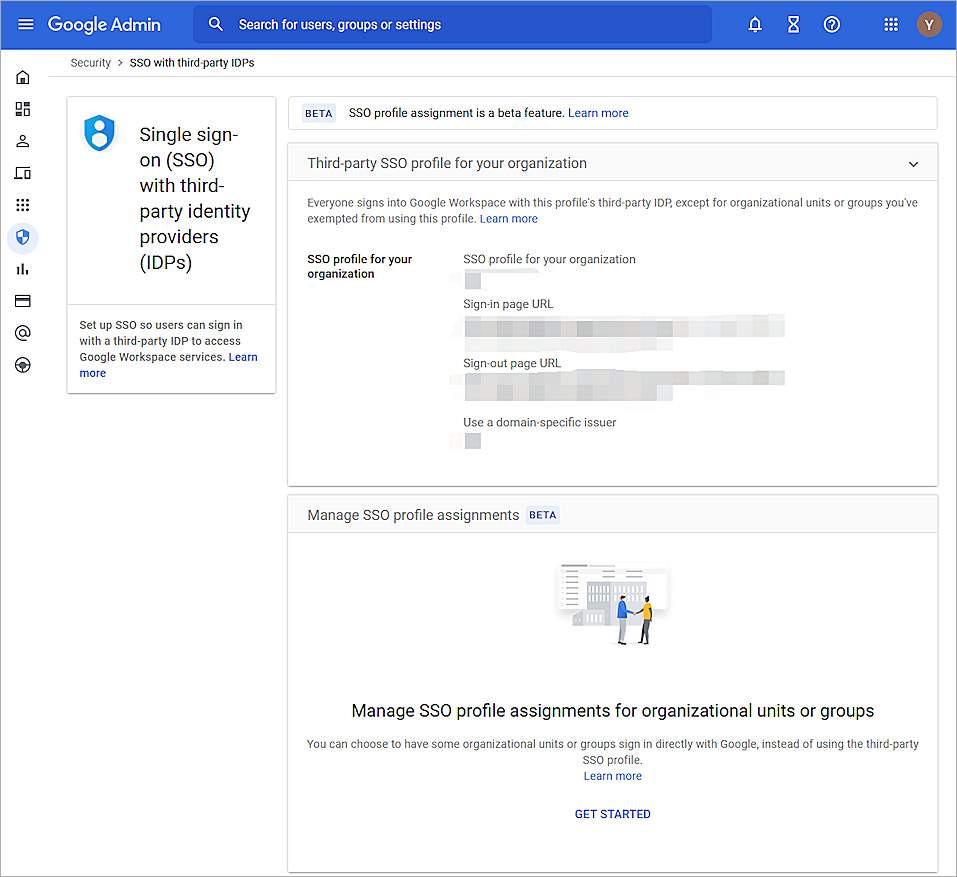 Google Admin
Search for users, groups or settings
Y
Security > SSO with third-party IDPs
Single sign-
on (SSO)
with third-
party identity
providers
(IDPs)
Set up SSO so users can sign in
with a third-party IDP to access
Google Workspace services. Learn
more
BETA SSO profile assignment is a beta feature. Learn more
Third-party SSO profile for your organization
Everyone signs into Google Workspace with this profile's third-party IDP, except for organizational units or groups you've
exempted from using this profile. Learn more
SSO profile for your
organization
SSO profile for your organization
Sign-in page URL
Sign-out page URL
Use a domain-specific issuer
Manage SSO profile assignments BETA
Manage SSO profile assignments for organizational units or groups
You can choose to have some organizational units or groups sign in directly with Google, instead of using the third-party
SSO profile.
Learn more
GET STARTED